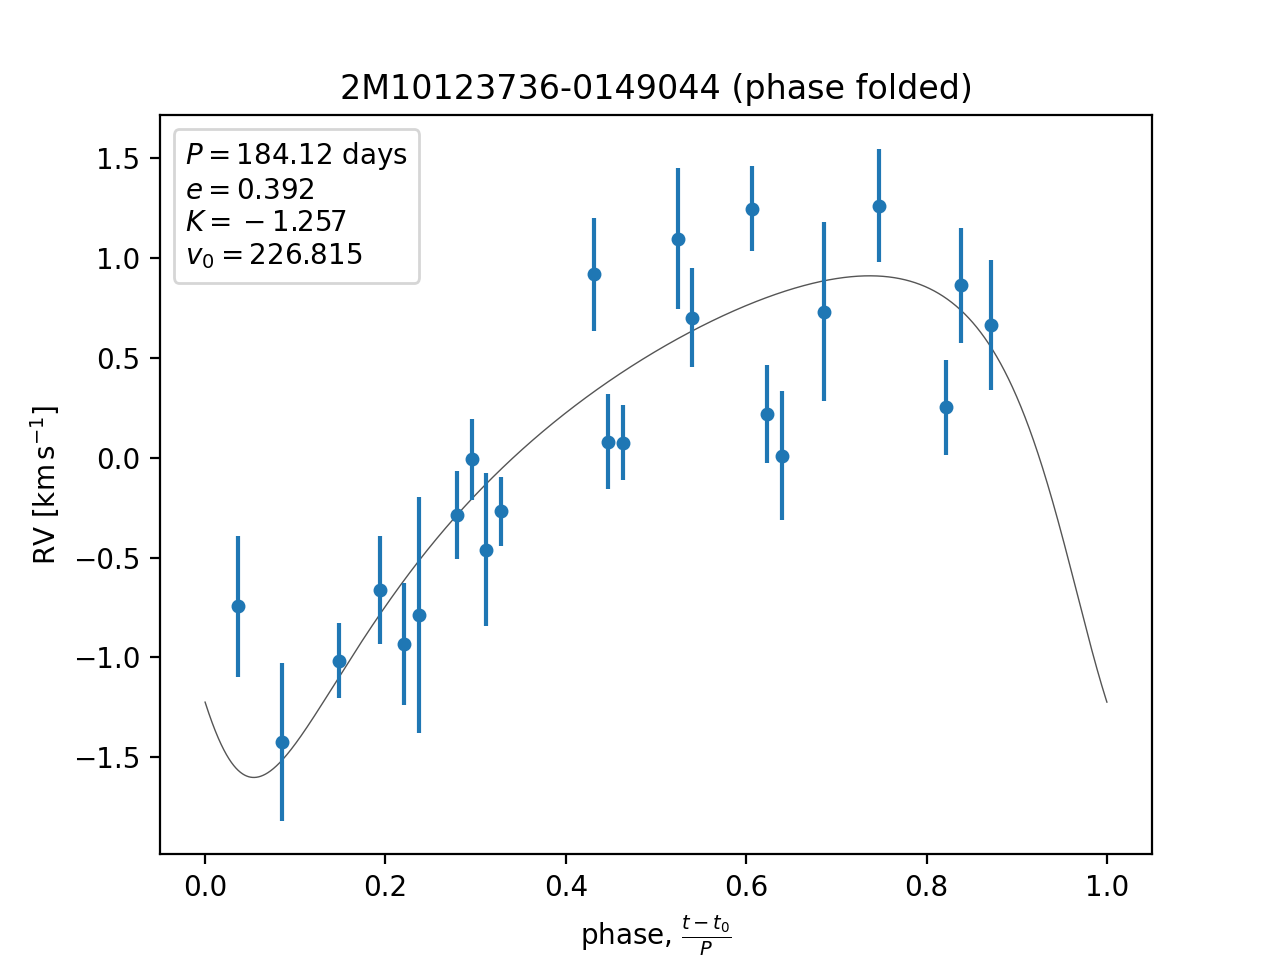 2M10123736-0149044 (phase folded)
P = 184.12 days
e = 0.392
K = −1.257
v₀ = 226.815
1.5
1.0
0.5
0.0
−0.5
−1.0
−1.5
RV [km s⁻¹]
0.0 0.2 0.4 0.6 0.8 1.0
phase, (t − t₀)/P